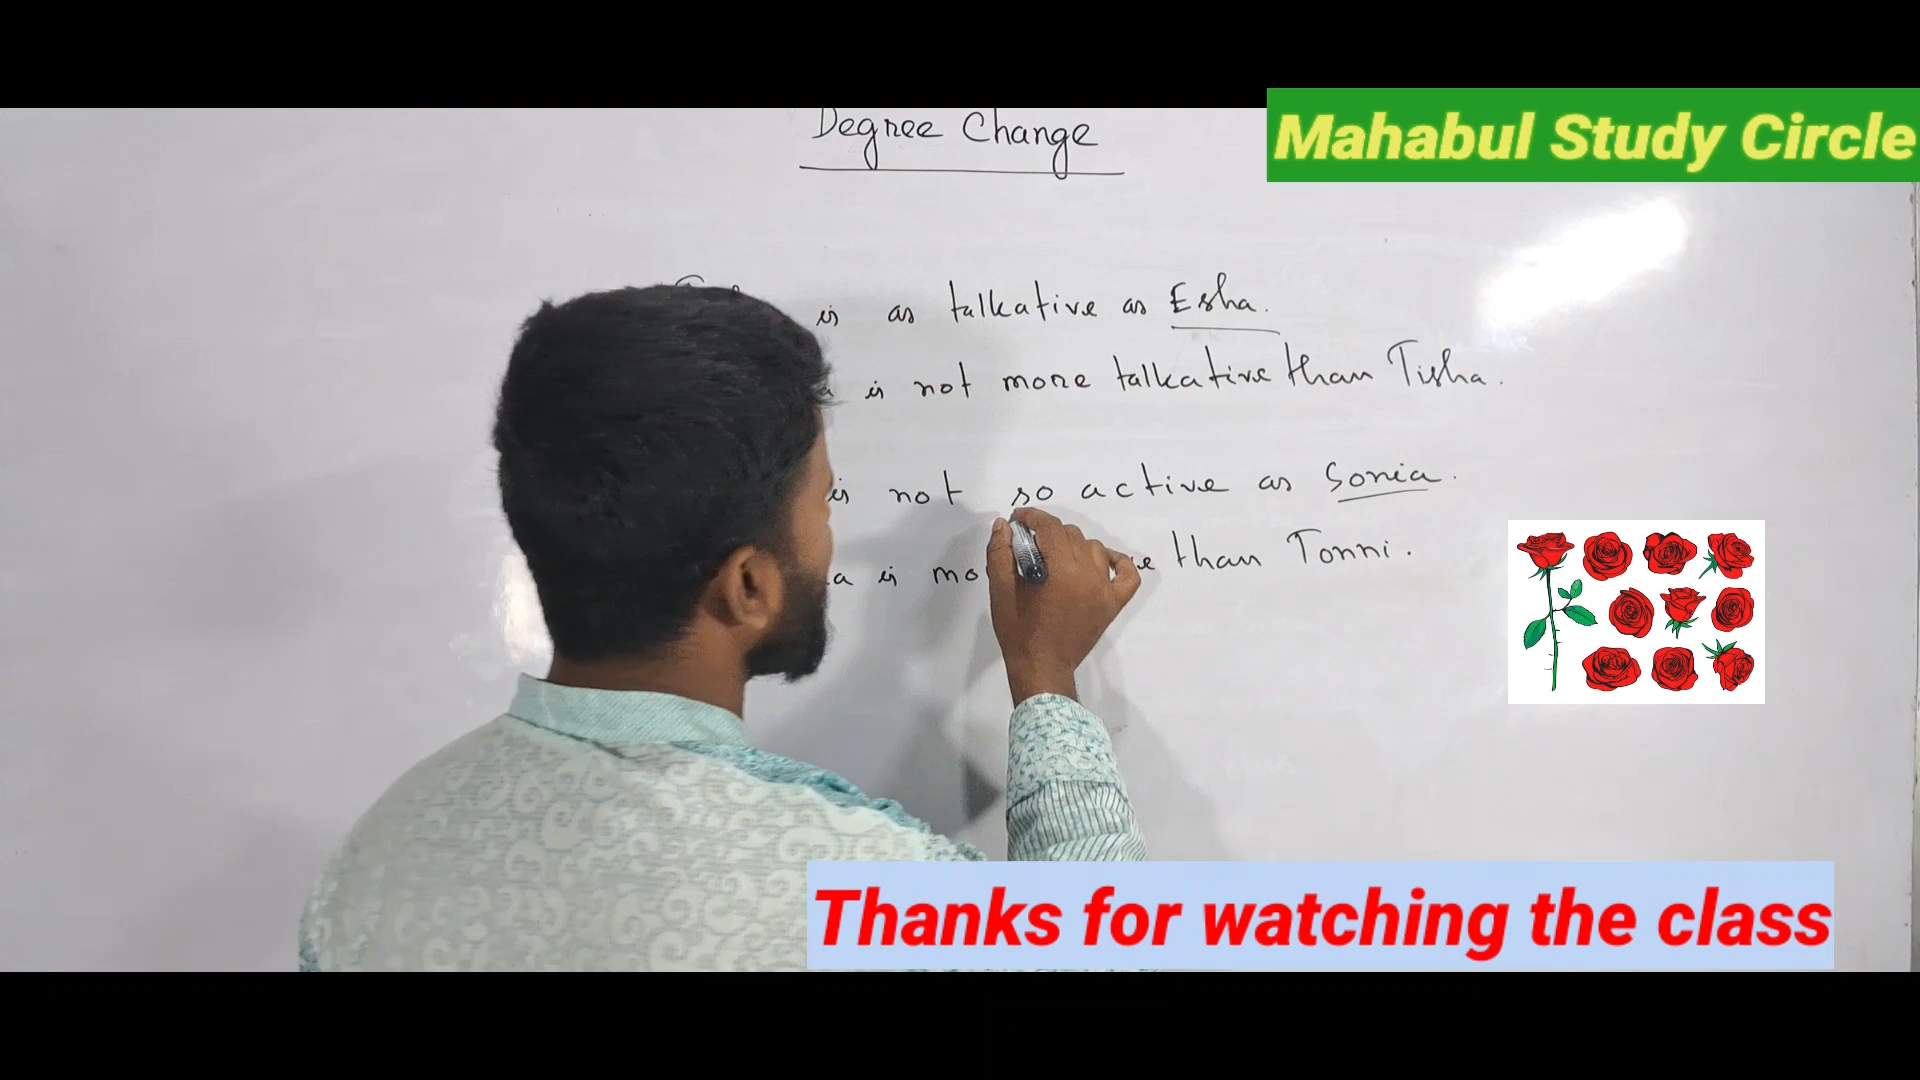 Degree Change
Mahabul Study Circle
is as talkative as Esha.
is not more talkative than Tisha.
is not so active as Sonia.
is than Tonni.
Thanks for watching the class